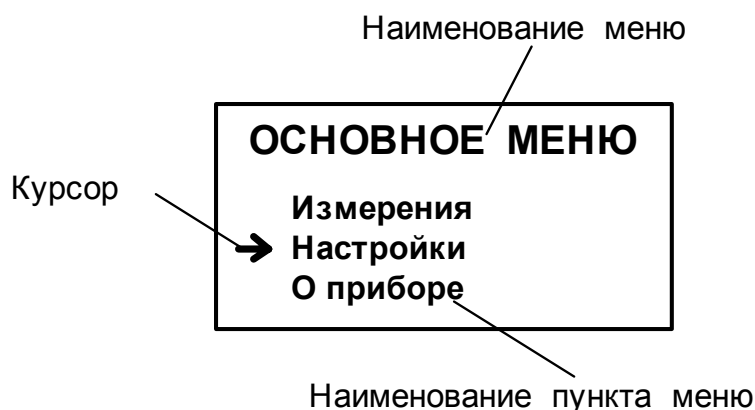 Наименование меню
ОСНОВНОЕ МЕНЮ
Курсор
Измерения
Настройки
О приборе
Наименование пункта меню